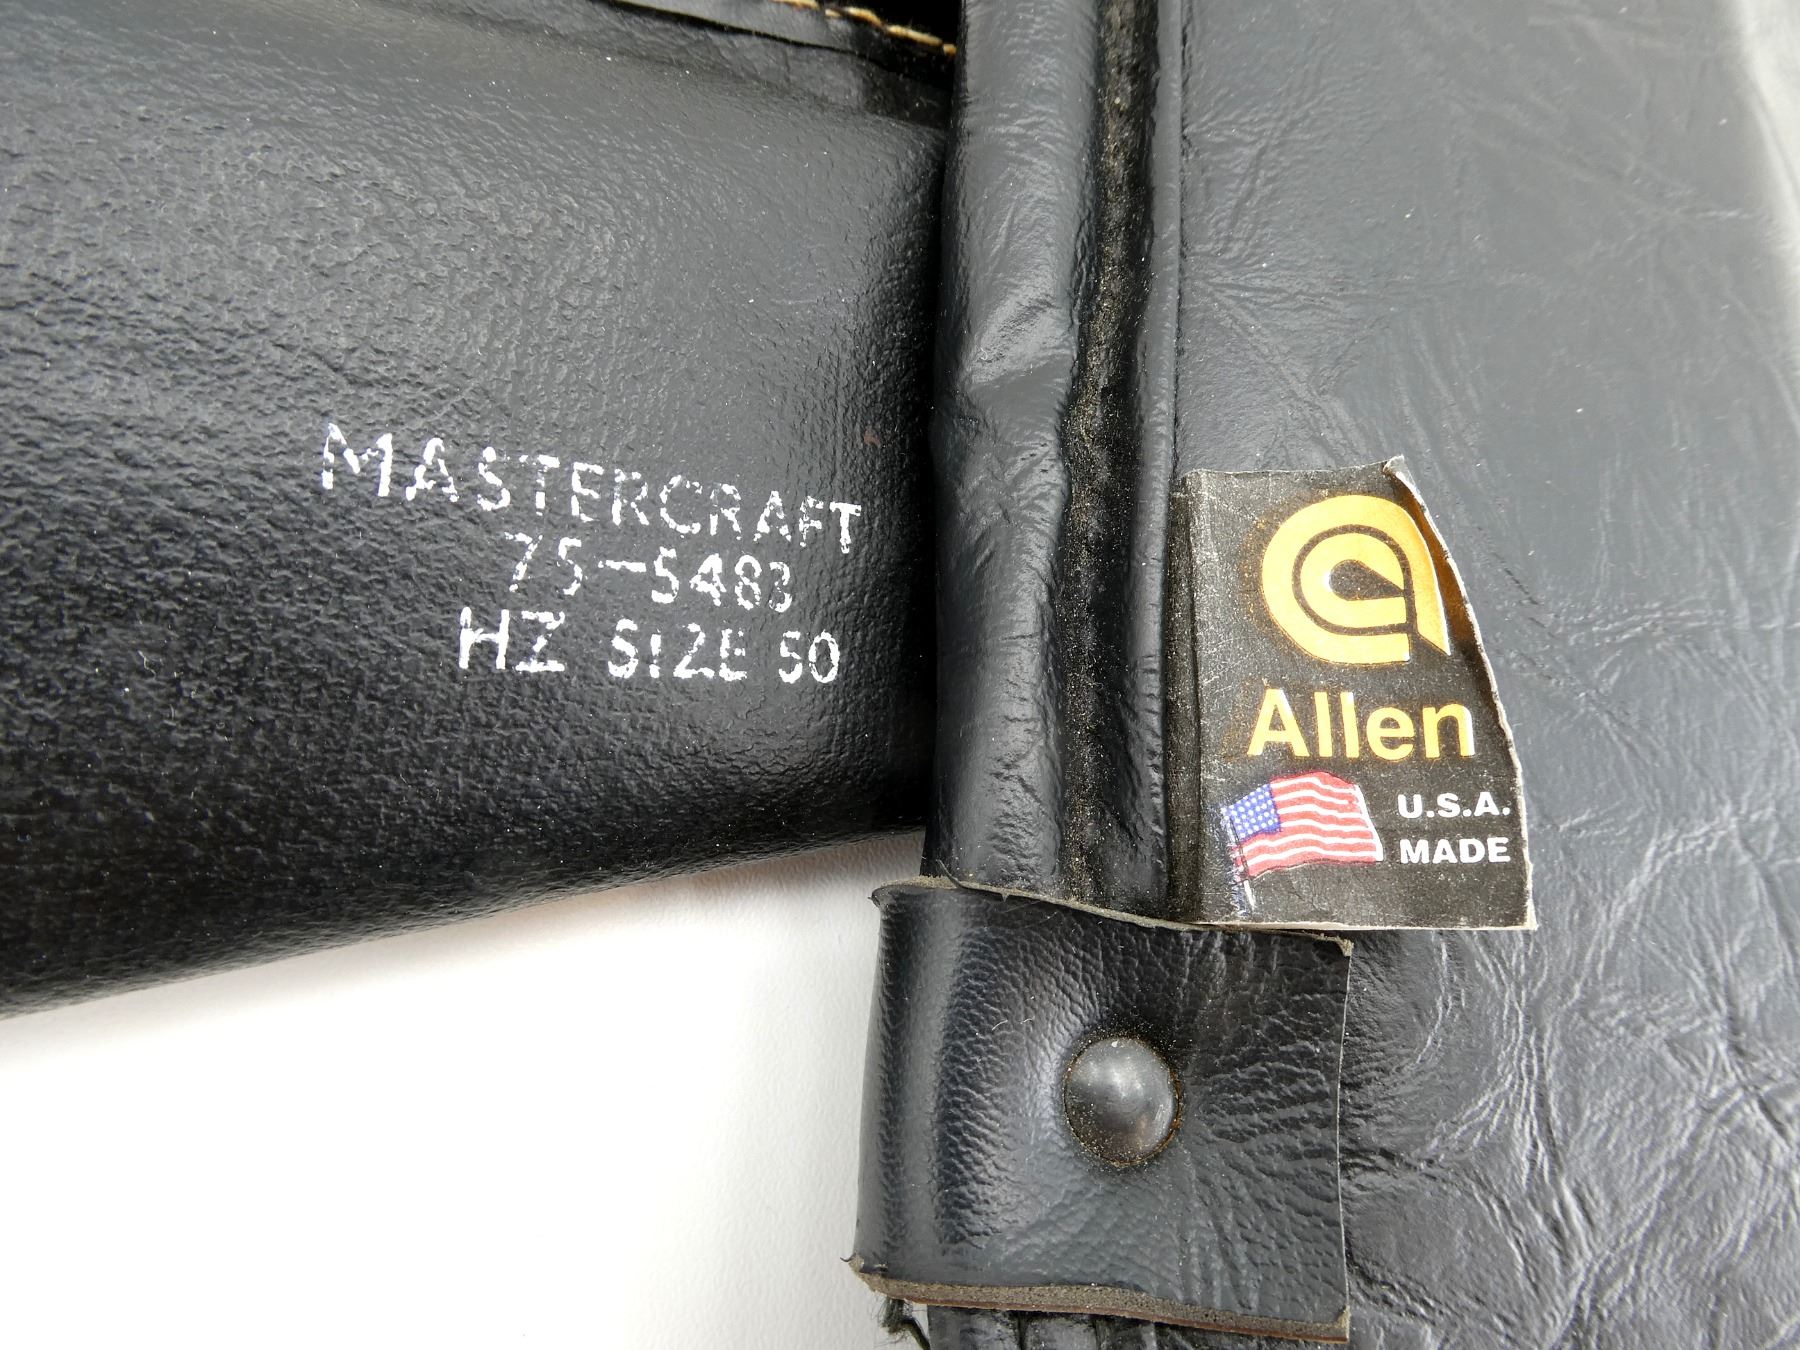 MASTERCRAFT
75-5483
HZ SIZE 50
Allen
U.S.A.
MADE